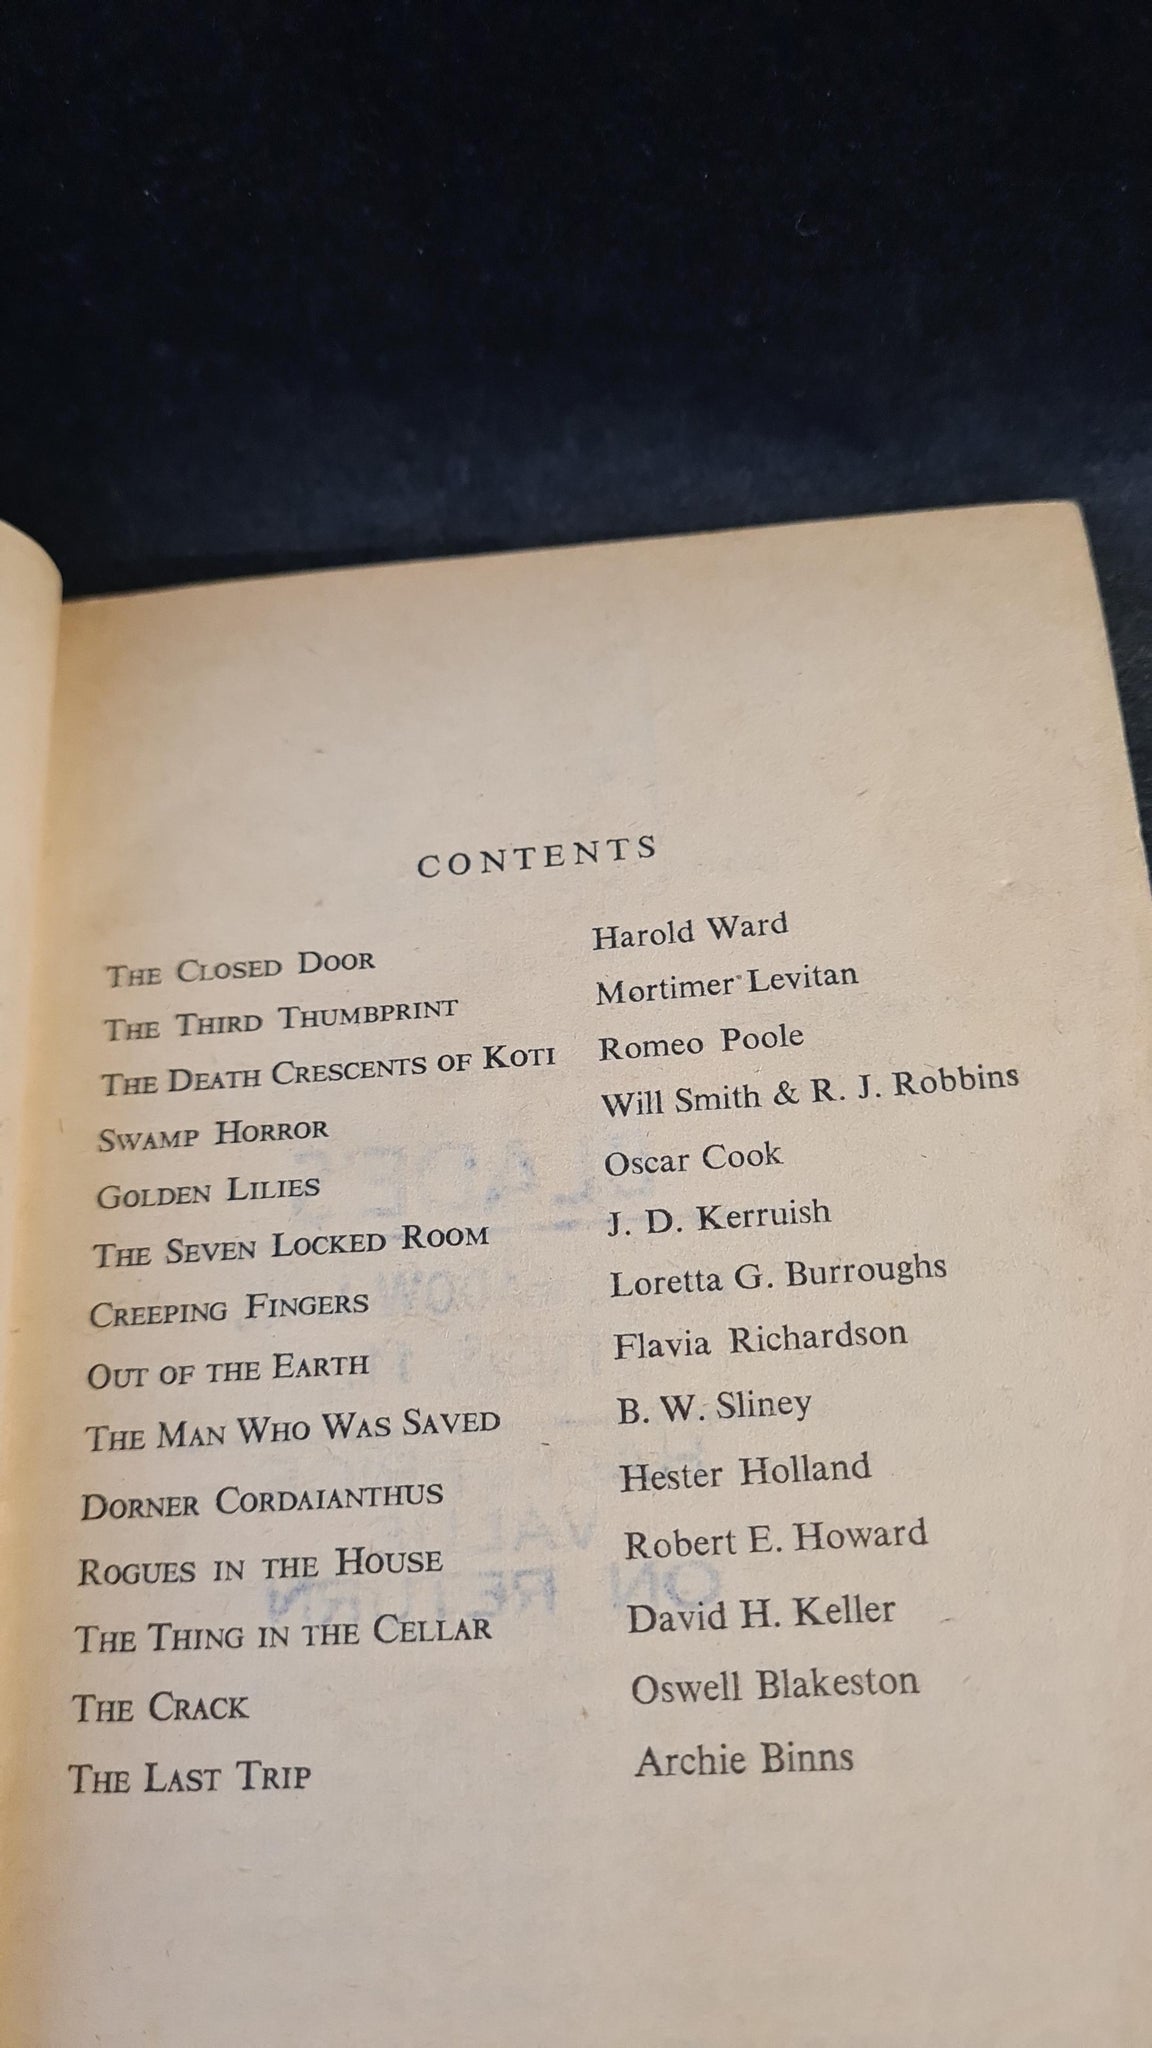 CONTENTS
THE CLOSED DOOR Harold Ward
THE THIRD THUMBPRINT Mortimer Levitan
THE DEATH CRESCENTS OF KOTI Romeo Poole
SWAMP HORROR Will Smith & R. J. Robbins
GOLDEN LILIES Oscar Cook
THE SEVEN LOCKED ROOM J. D. Kerruish
CREEPING FINGERS Loretta G. Burroughs
OUT OF THE EARTH Flavia Richardson
THE MAN WHO WAS SAVED B. W. Sliney
DORNER CORDAIANTHUS Hester Holland
ROGUES IN THE HOUSE Robert E. Howard
THE THING IN THE CELLAR David H. Keller
THE CRACK Oswell Blakeston
THE LAST TRIP Archie Binns